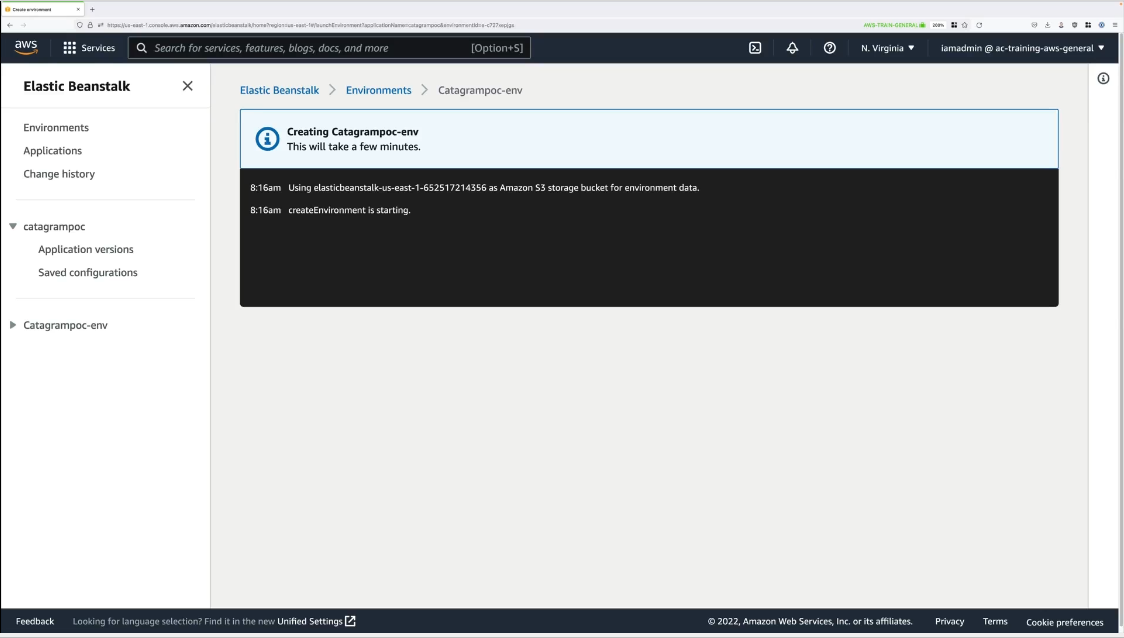 Create environment
https://us-east-1.console.aws.amazon.com/elasticbeanstalk/home?region=us-east-1#/launchEnvironment?applicationName=catagrampoc&environmentId=e-c727xepjge
AWS-TRAIN-GENERAL
200%
aws
Services
Search for services, features, blogs, docs, and more
[Option+S]
N. Virginia
iamadmin @ ac-training-aws-general
Elastic Beanstalk
Environments
Applications
Change history
catagrampoc
Application versions
Saved configurations
Catagrampoc-env
Elastic Beanstalk > Environments > Catagrampoc-env
Creating Catagrampoc-env
This will take a few minutes.
8:16am Using elasticbeanstalk-us-east-1-652517214356 as Amazon S3 storage bucket for environment data.
8:16am createEnvironment is starting.
Feedback
Looking for language selection? Find it in the new Unified Settings
© 2022, Amazon Web Services, Inc. or its affiliates.
Privacy
Terms
Cookie preferences